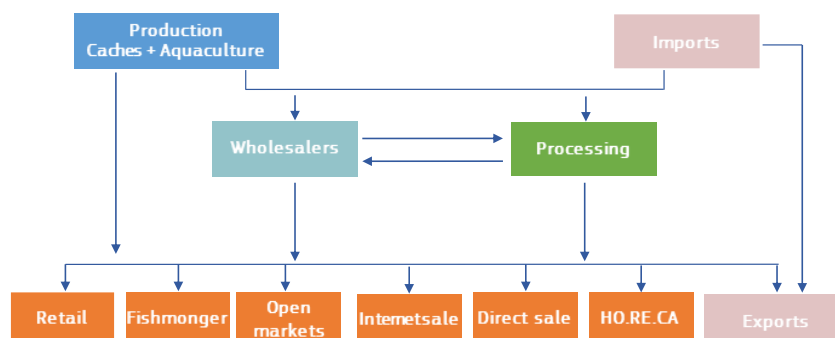 Production
Caches + Aquaculture
Imports
Wholesalers
Processing
Retail
Fishmonger
Open
markets
Internetsale
Direct sale
HO.RE.CA
Exports